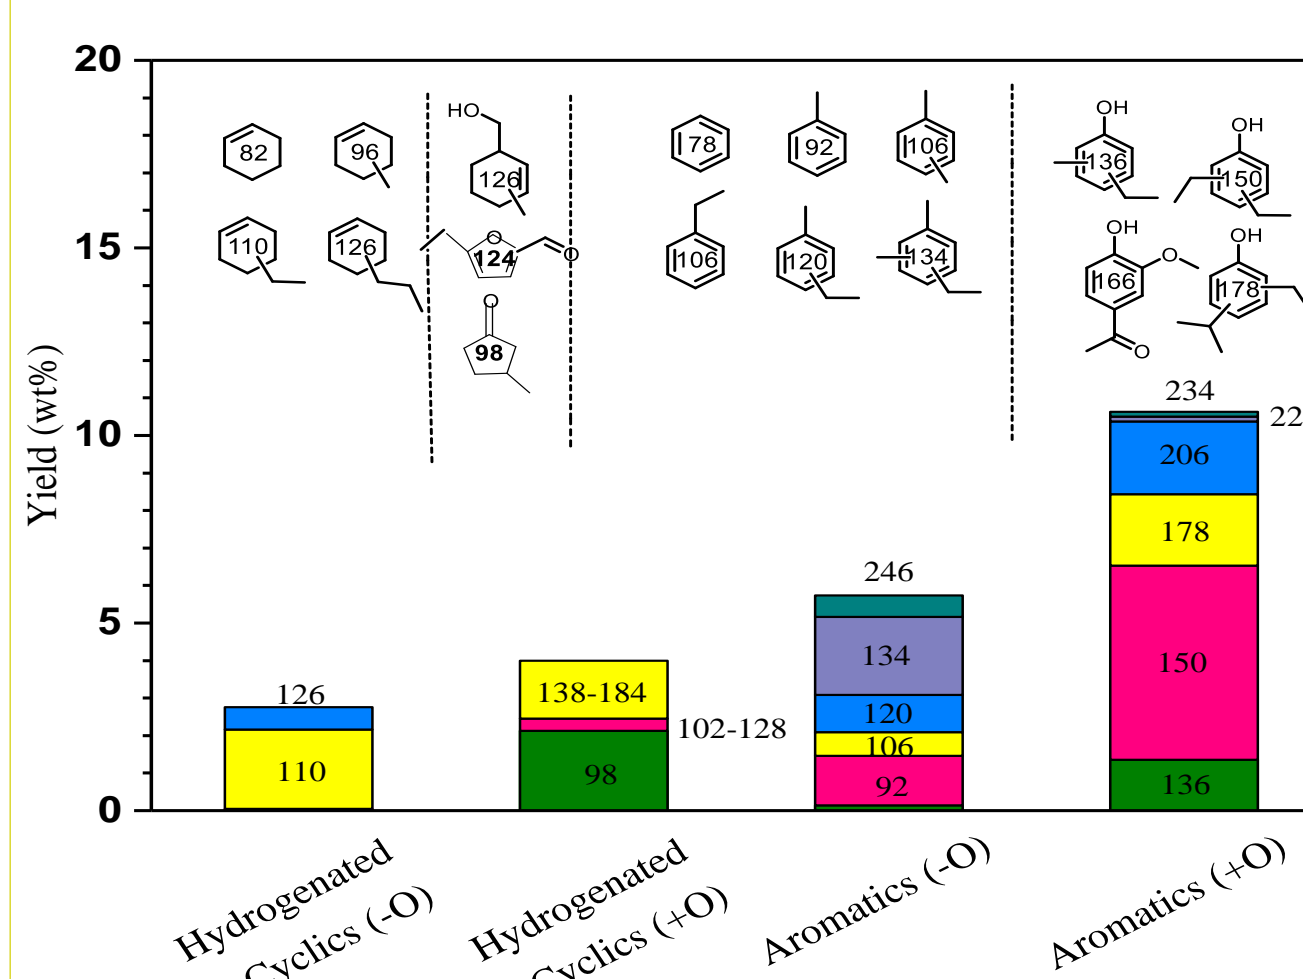 20
15
10
5
0
Yield (wt%)
82
96
110
126
HO
126
O
O
124
O
98
78
92
106
106
120
134
OH
136
OH
150
OH
O
166
O
OH
178
126
110
138-184
102-128
98
246
134
120
106
92
234
22
206
178
150
136
Hydrogenated
Cyclics (-O)
Hydrogenated
Cyclics (+O)
Aromatics (-O)
Aromatics (+O)